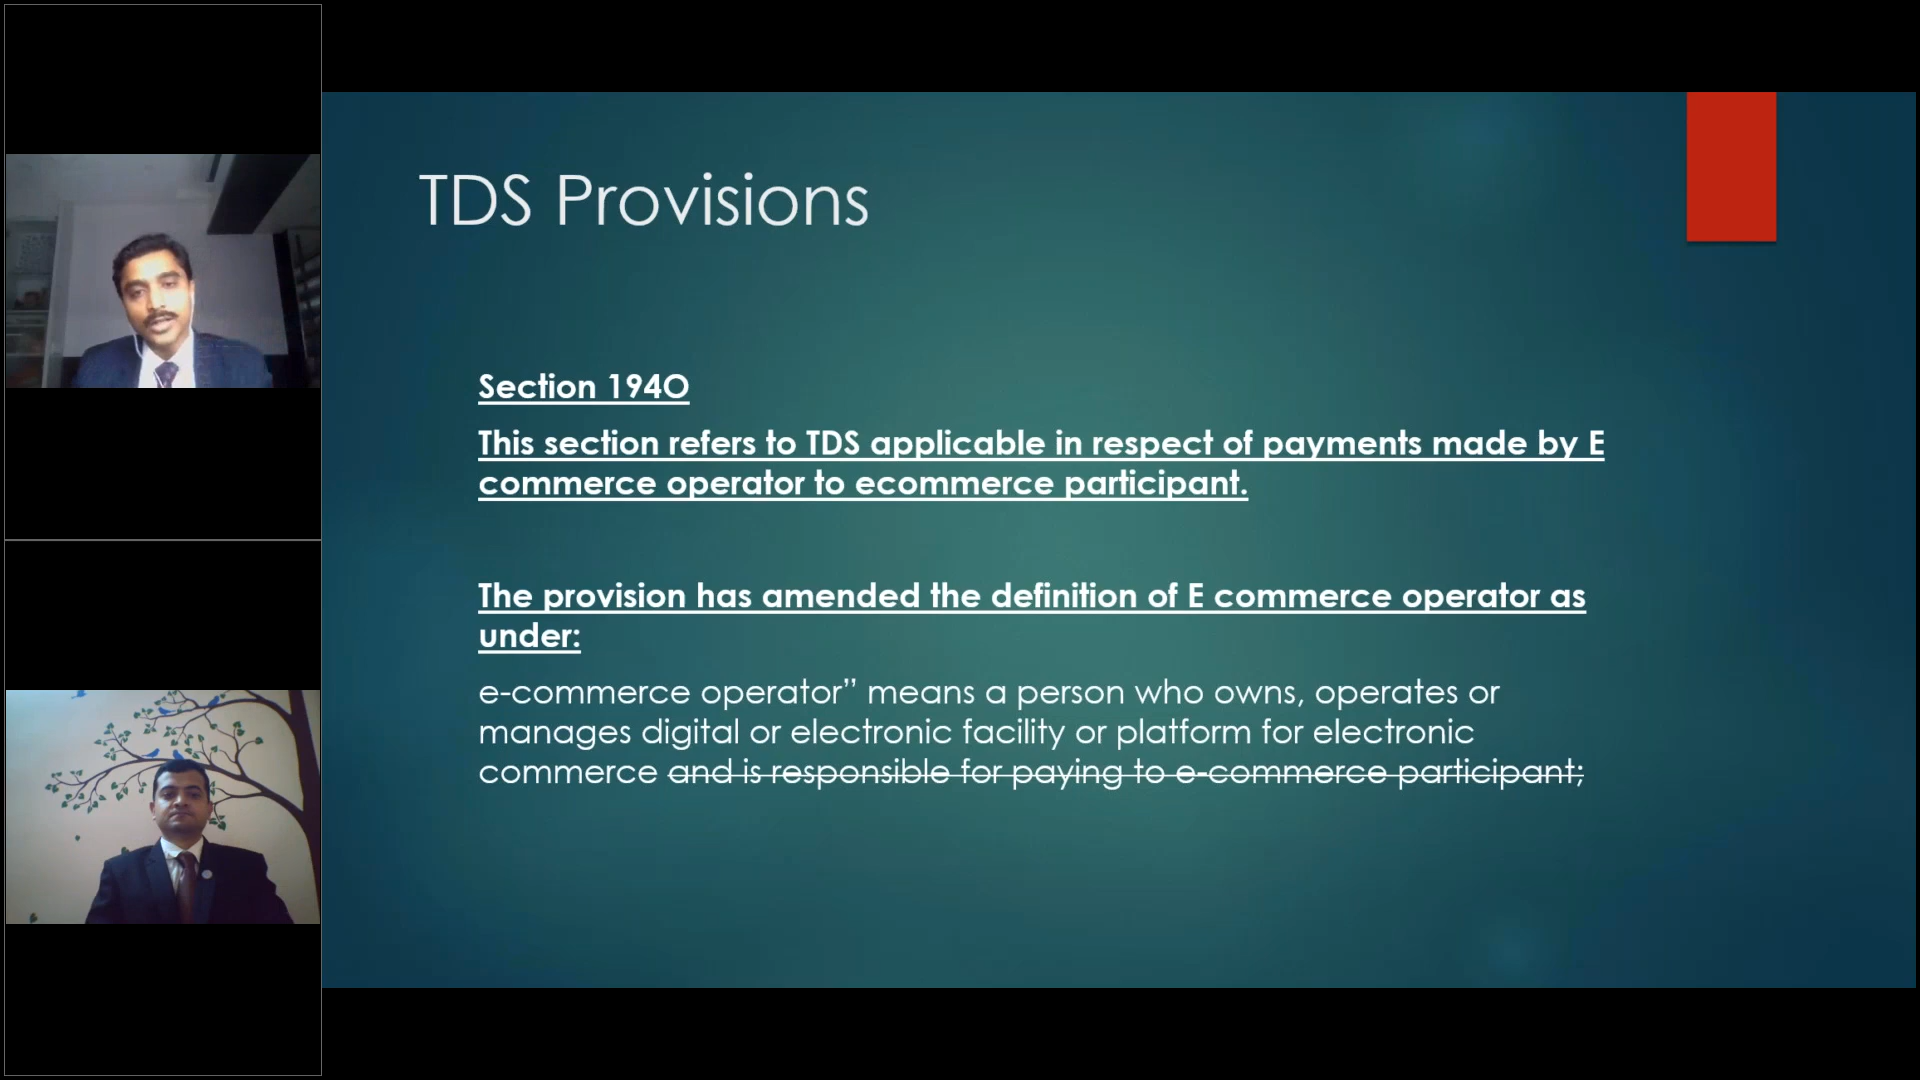 TDS Provisions
Section 194O
This section refers to TDS applicable in respect of payments made by E
commerce operator to ecommerce participant.
The provision has amended the definition of E commerce operator as
under:
e-commerce operator” means a person who owns, operates or
manages digital or electronic facility or platform for electronic
commerce and is responsible for paying to e-commerce participant;